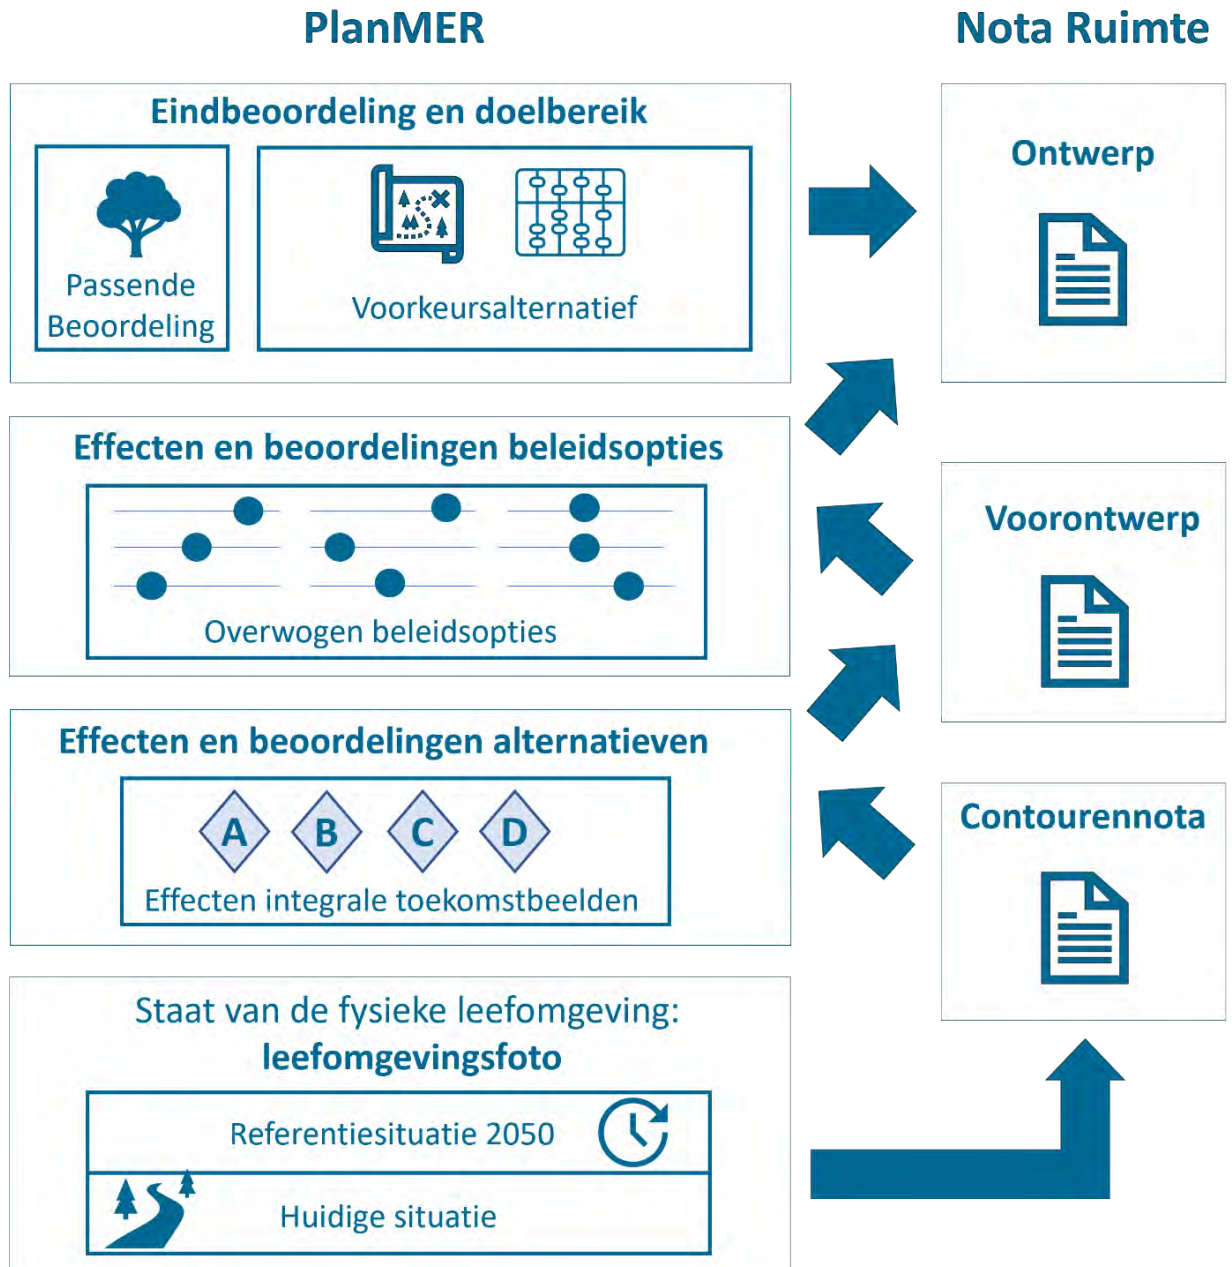 PlanMER
Nota Ruimte
Eindbeoordeling en doelbereik
Passende
Beoordeling
Voorkeursalternatief
Ontwerp
Effecten en beoordelingen beleidsopties
Overwogen beleidsopties
Voorontwerp
Effecten en beoordelingen alternatieven
A B C D
Effecten integrale toekomstbeelden
Contourennota
Staat van de fysieke leefomgeving:
leefomgevingsfoto
Referentiesituatie 2050
Huidige situatie